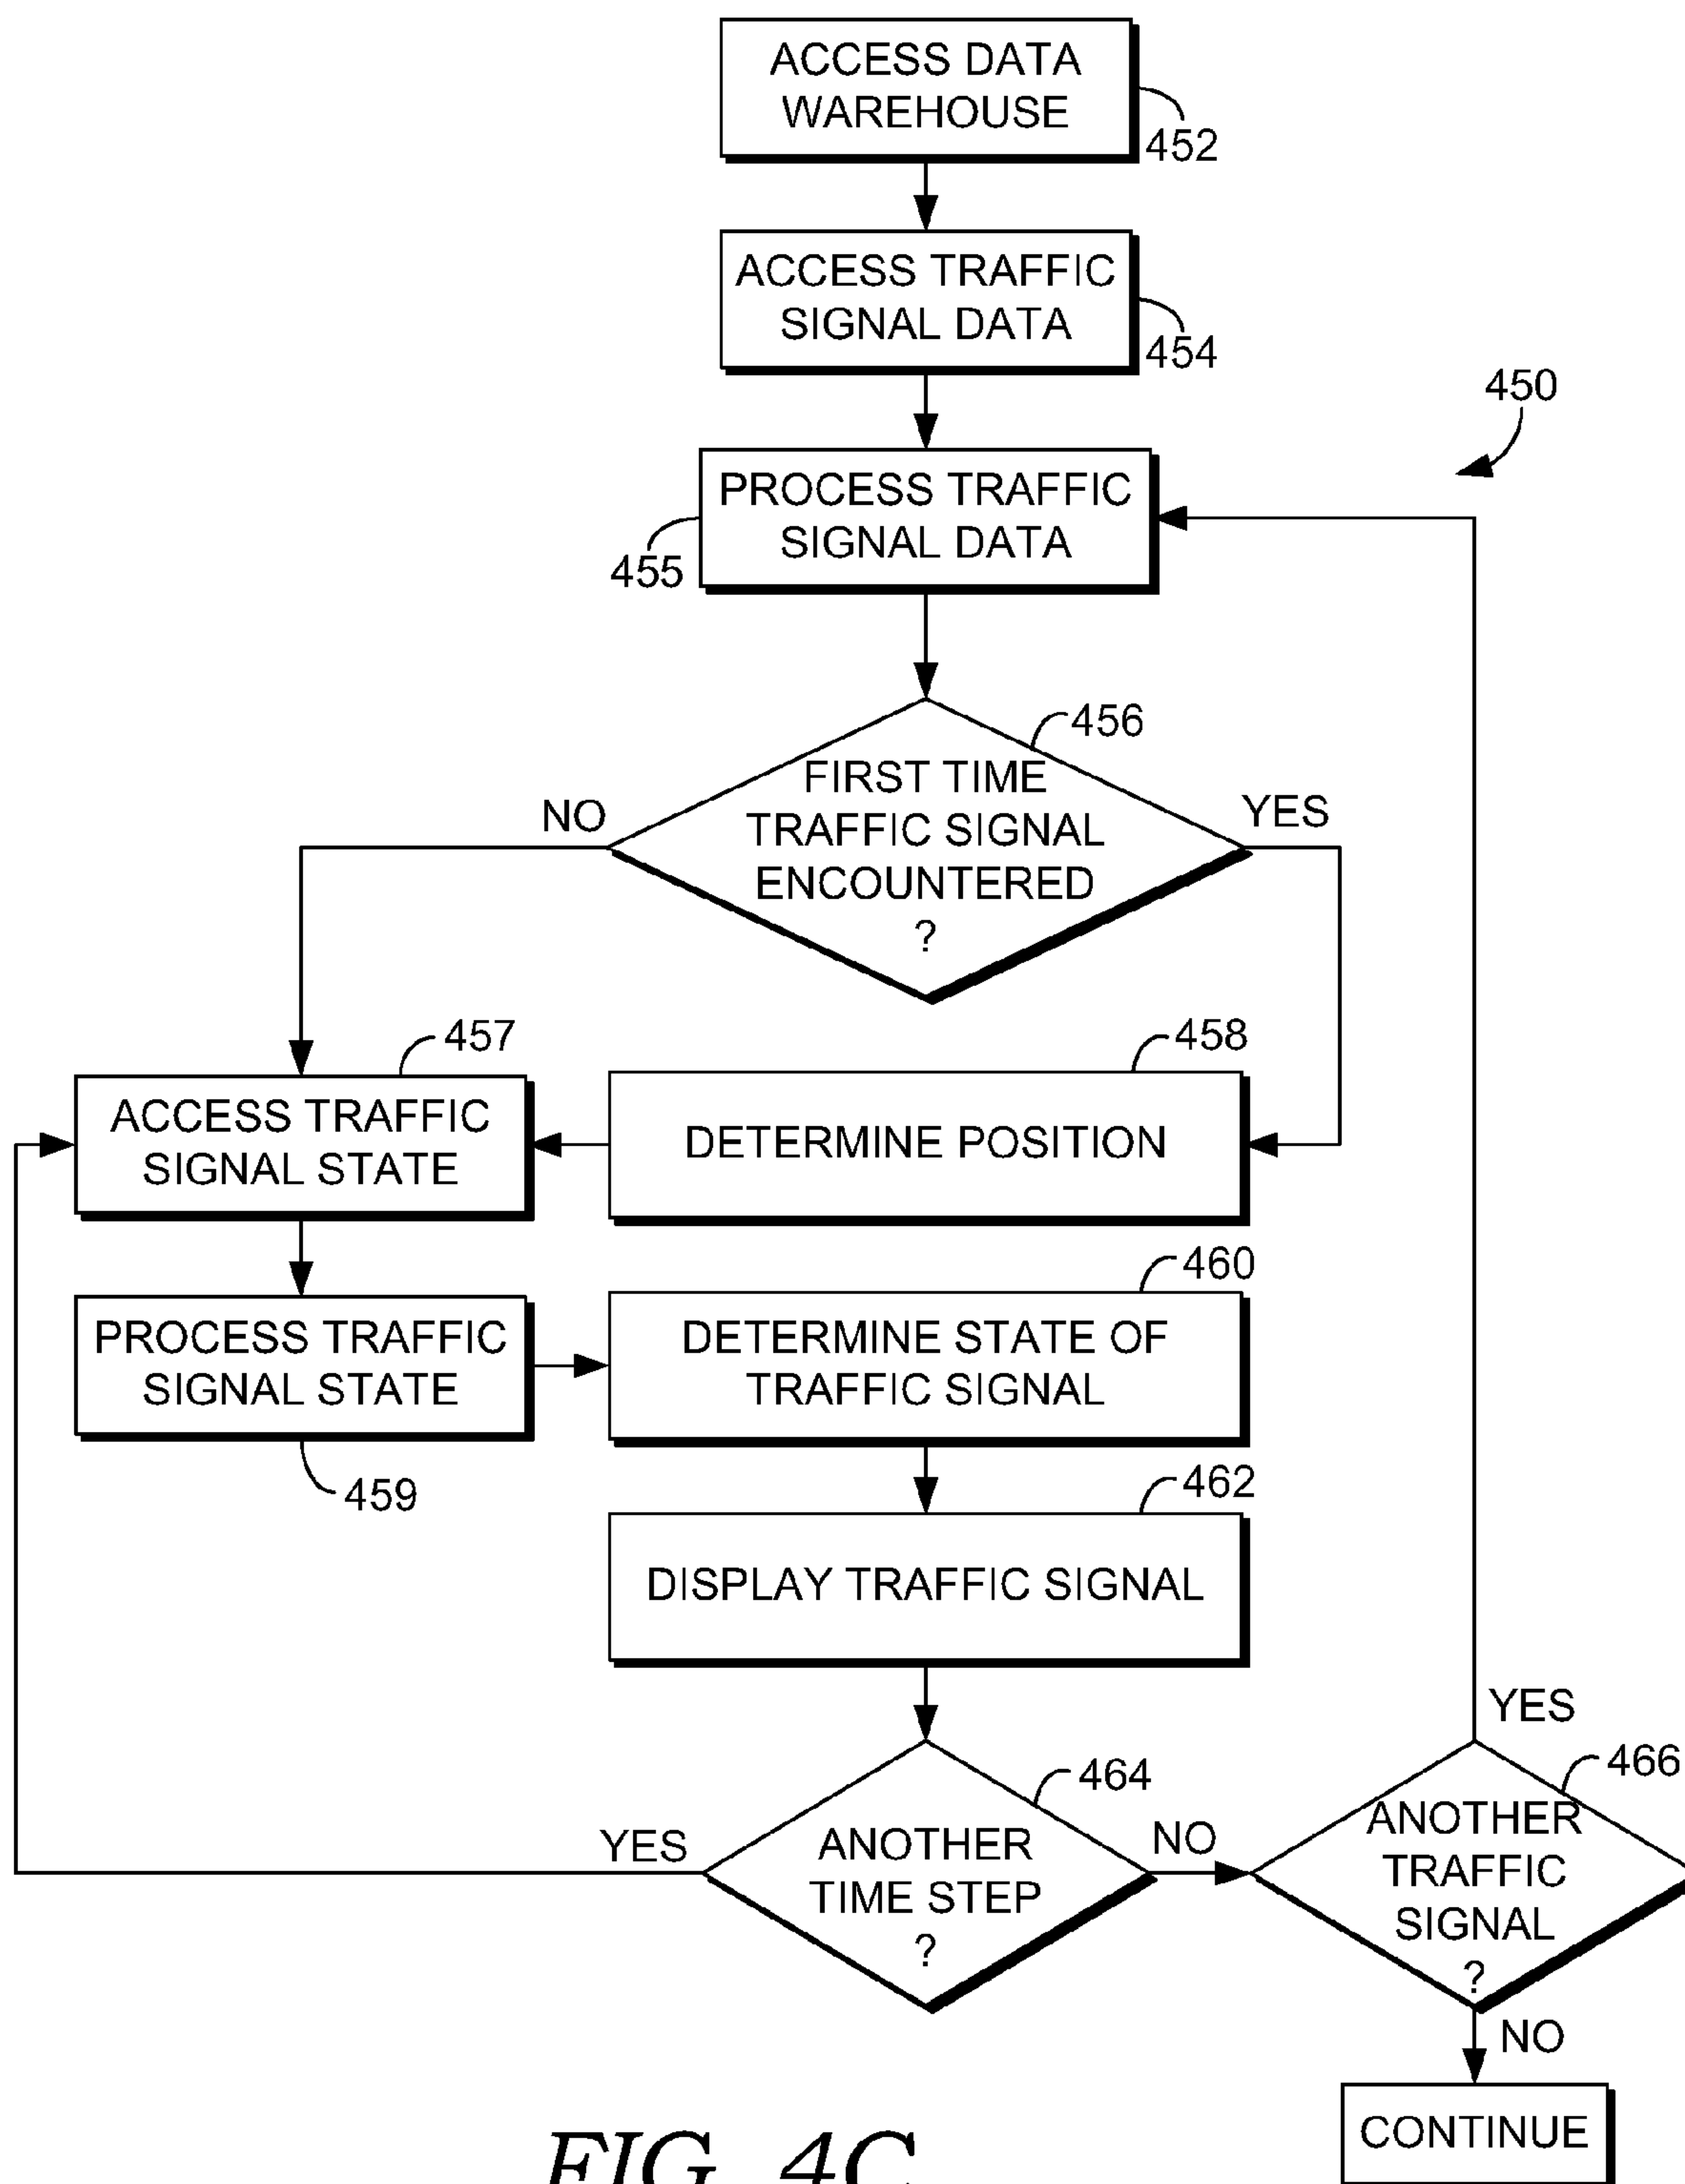 ACCESS DATA
WAREHOUSE
452
ACCESS TRAFFIC
SIGNAL DATA
454
450
PROCESS TRAFFIC
SIGNAL DATA
455
456
FIRST TIME
TRAFFIC SIGNAL
ENCOUNTERED
?
NO
YES
457
ACCESS TRAFFIC
SIGNAL STATE
458
DETERMINE POSITION
PROCESS TRAFFIC
SIGNAL STATE
459
460
DETERMINE STATE OF
TRAFFIC SIGNAL
462
DISPLAY TRAFFIC SIGNAL
464
ANOTHER
TIME STEP
?
YES
NO
YES
466
ANOTHER
TRAFFIC
SIGNAL
?
NO
CONTINUE
FIG. 4C